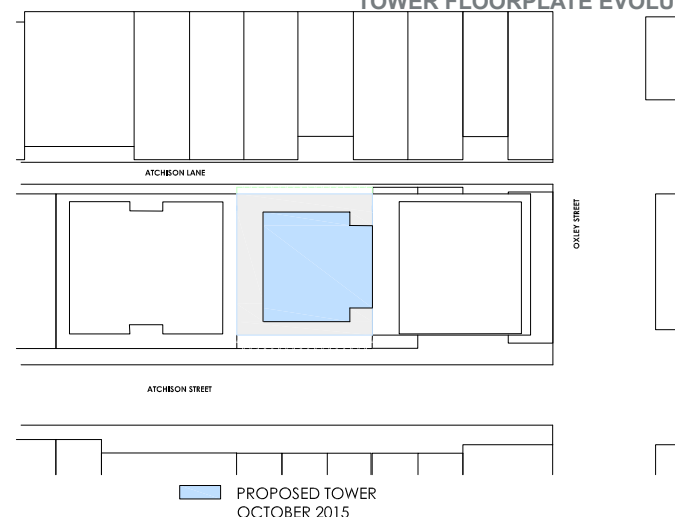 TOWER FLOORPLATE EVOLU
ATCHISON LANE
OXLEY STREET
ATCHISON STREET
PROPOSED TOWER
OCTOBER 2015